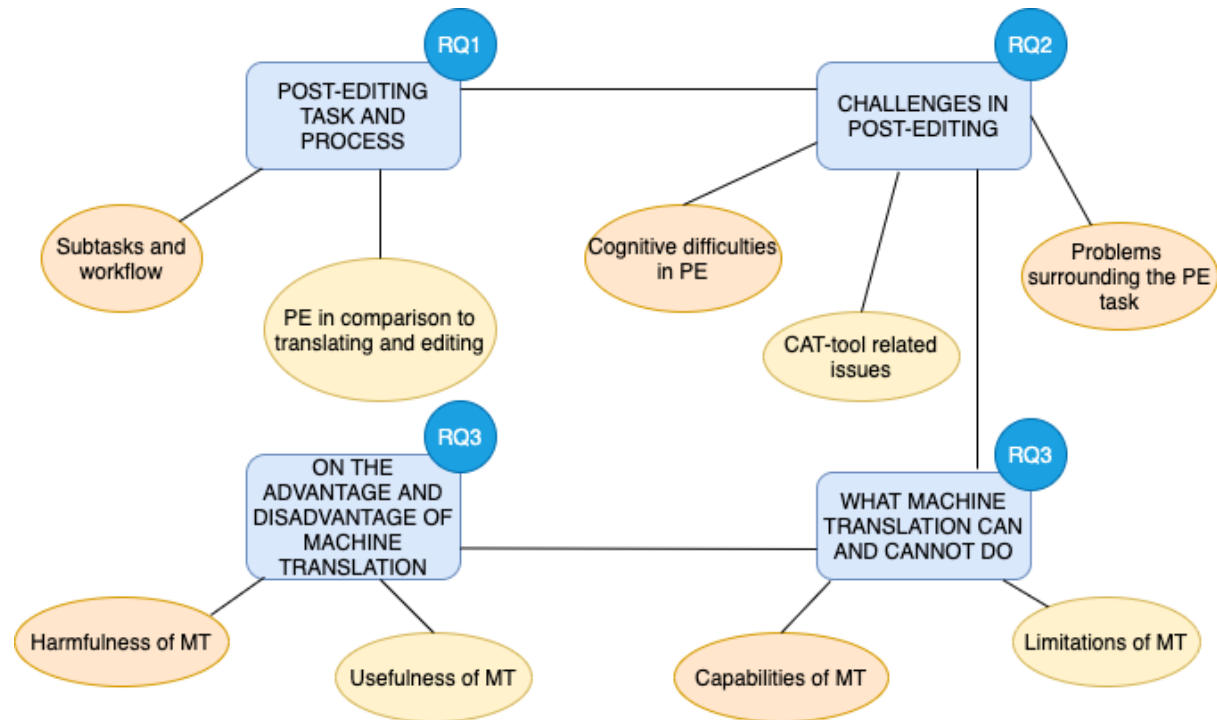 RQ1
POST-EDITING
TASK AND
PROCESS
RQ2
CHALLENGES IN
POST-EDITING
Subtasks and
workflow
PE in comparison to
translating and editing
Cognitive difficulties
in PE
CAT-tool related
issues
Problems
surrounding the PE
task
RQ3
ON THE
ADVANTAGE AND
DISADVANTAGE OF
MACHINE
TRANSLATION
RQ3
WHAT MACHINE
TRANSLATION CAN
AND CANNOT DO
Harmfulness of MT
Usefulness of MT
Capabilities of MT
Limitations of MT